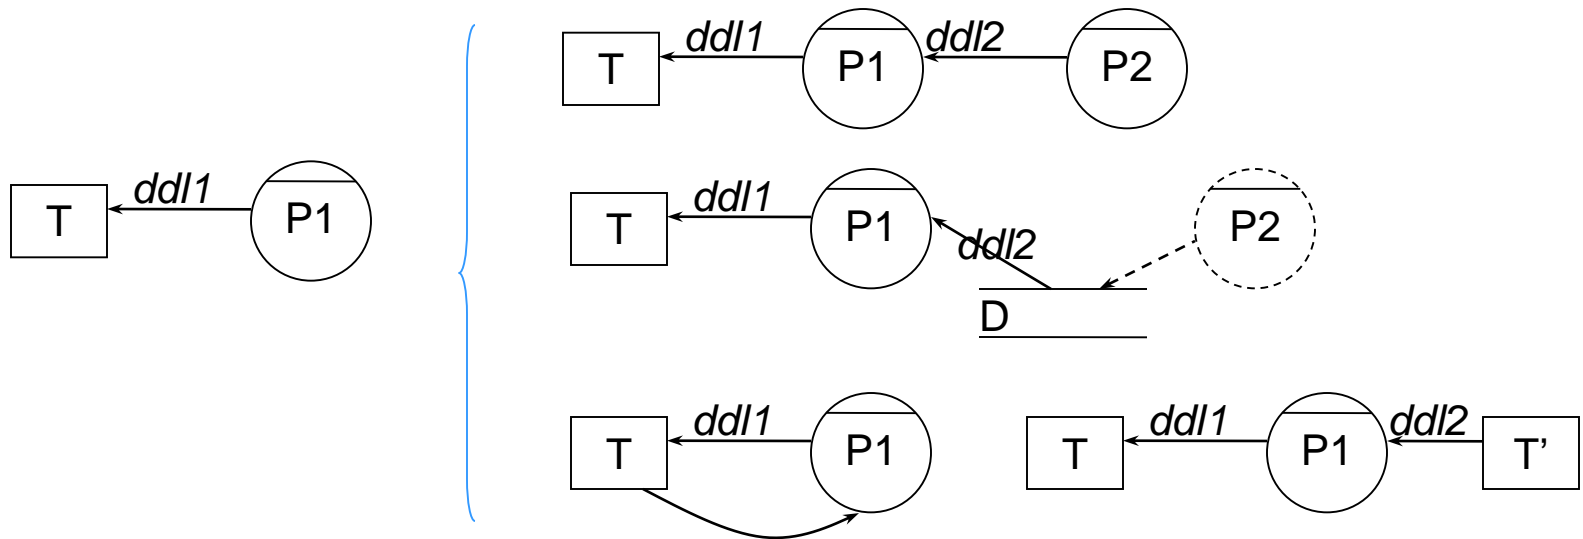 T ddl1 P1
T ddl1 P1 ddl2 P2
T ddl1 P1 ddl2 P2
D
T ddl1 P1
T ddl1 P1 ddl2 T’